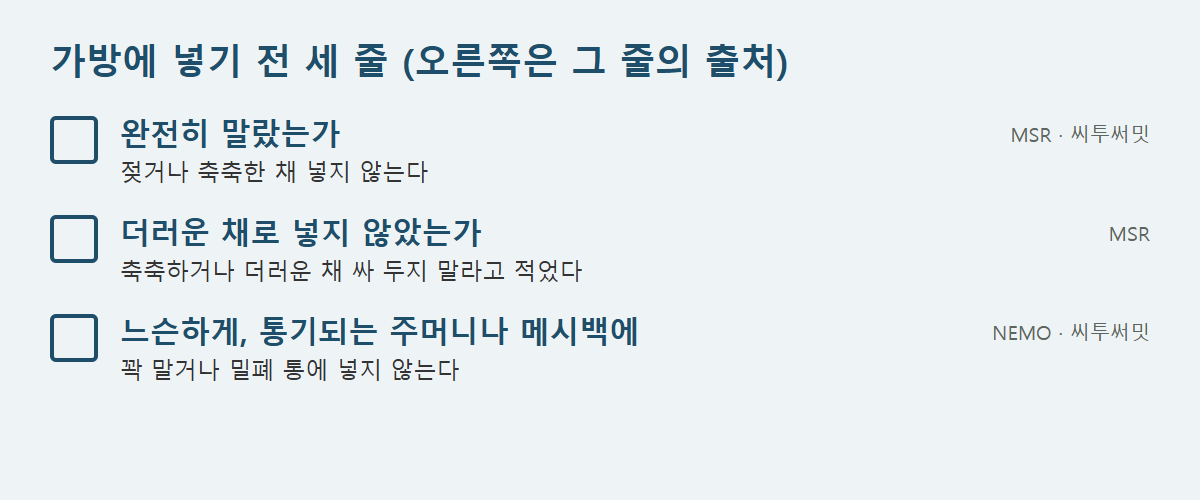 가방에 넣기 전 세 줄 (오른쪽은 그 줄의 출처)
완전히 말랐는가
MSR · 씨투써밋
젖거나 축축한 채 넣지 않는다
더러운 채로 넣지 않았는가
MSR
축축하거나 더러운 채 싸 두지 말라고 적었다
느슨하게, 통기되는 주머니나 메시백에
NEMO · 씨투써밋
꽉 말거나 밀폐 통에 넣지 않는다